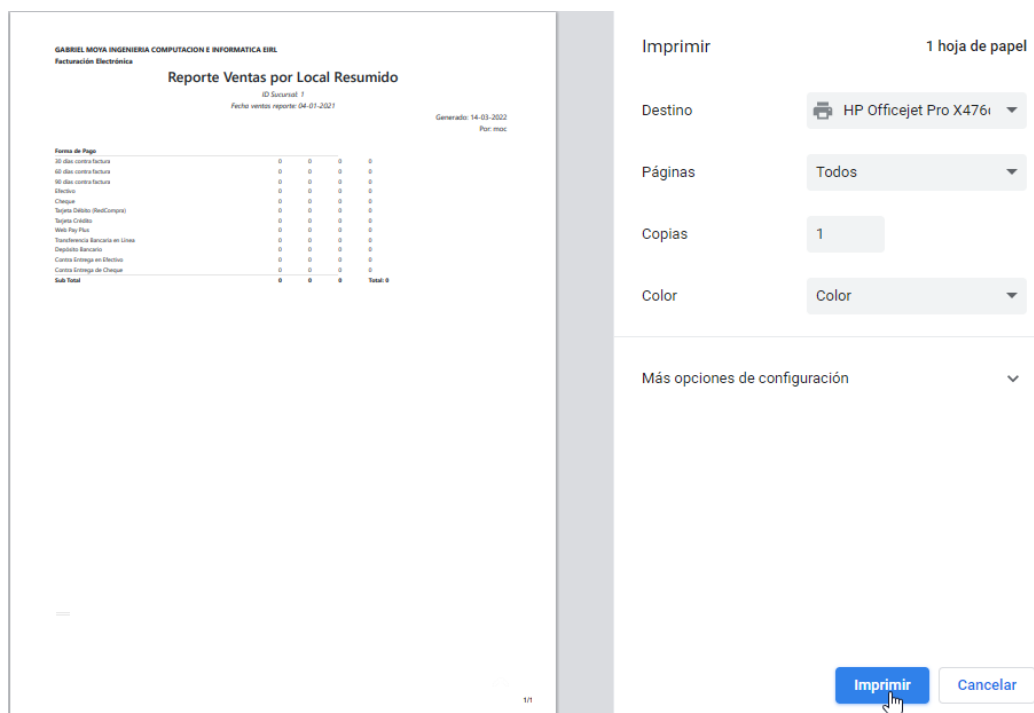 GABRIEL MOYA INGENIERIA COMPUTACION E INFORMATICA EIRL
Facturación Electrónica
Reporte Ventas por Local Resumido
ID Sucursal: 1
Fecha ventas reporte: 04-01-2021
Generado: 14-03-2022
Por: moc
Forma de Pago
30 días contra factura 0 0 0 0
60 días contra factura 0 0 0 0
90 días contra factura 0 0 0 0
Efectivo 0 0 0 0
Cheque 0 0 0 0
Tarjeta Débito (RedCompra) 0 0 0 0
Tarjeta Crédito 0 0 0 0
Web Pay Plus 0 0 0 0
Transferencia Bancaria en Línea 0 0 0 0
Depósito Bancario 0 0 0 0
Contra Entrega en Efectivo 0 0 0 0
Contra Entrega de Cheque 0 0 0 0
Sub Total 0 0 0 Total: 0
1/1
Imprimir 1 hoja de papel
Destino HP Officejet Pro X476
Páginas Todos
Copias 1
Color Color
Más opciones de configuración
Imprimir Cancelar